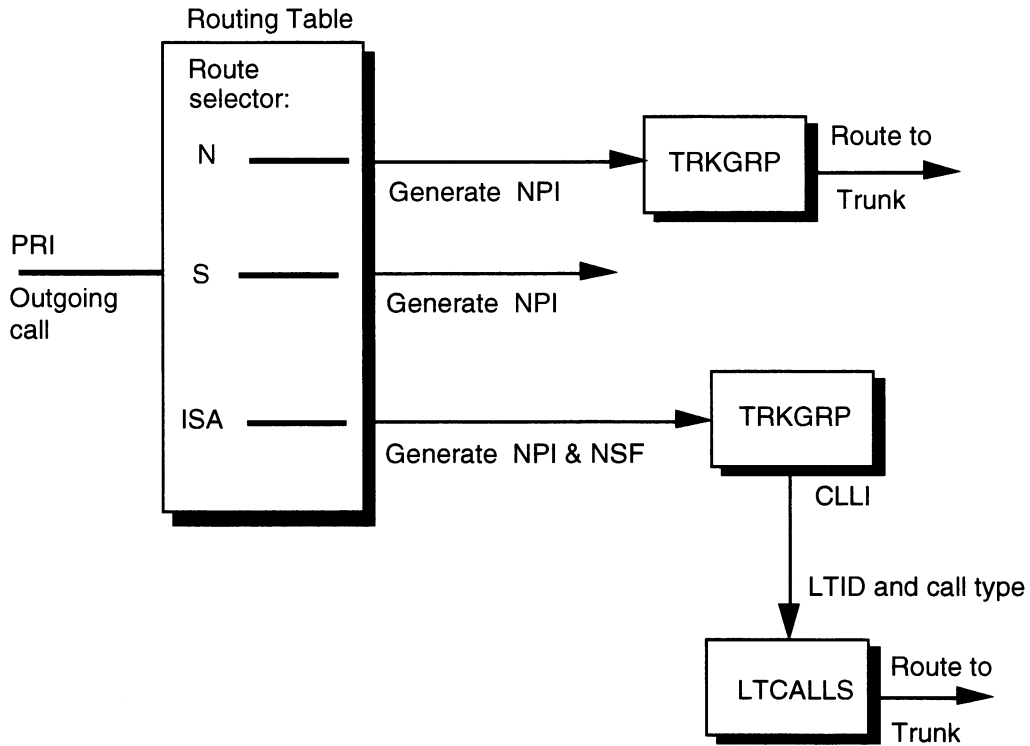 Routing Table
Route
selector:
N
Generate NPI
TRKGRP
Route to
Trunk
PRI
Outgoing
call
S
Generate NPI
ISA
Generate NPI & NSF
TRKGRP
CLLI
LTID and call type
LTCALLS
Route to
Trunk